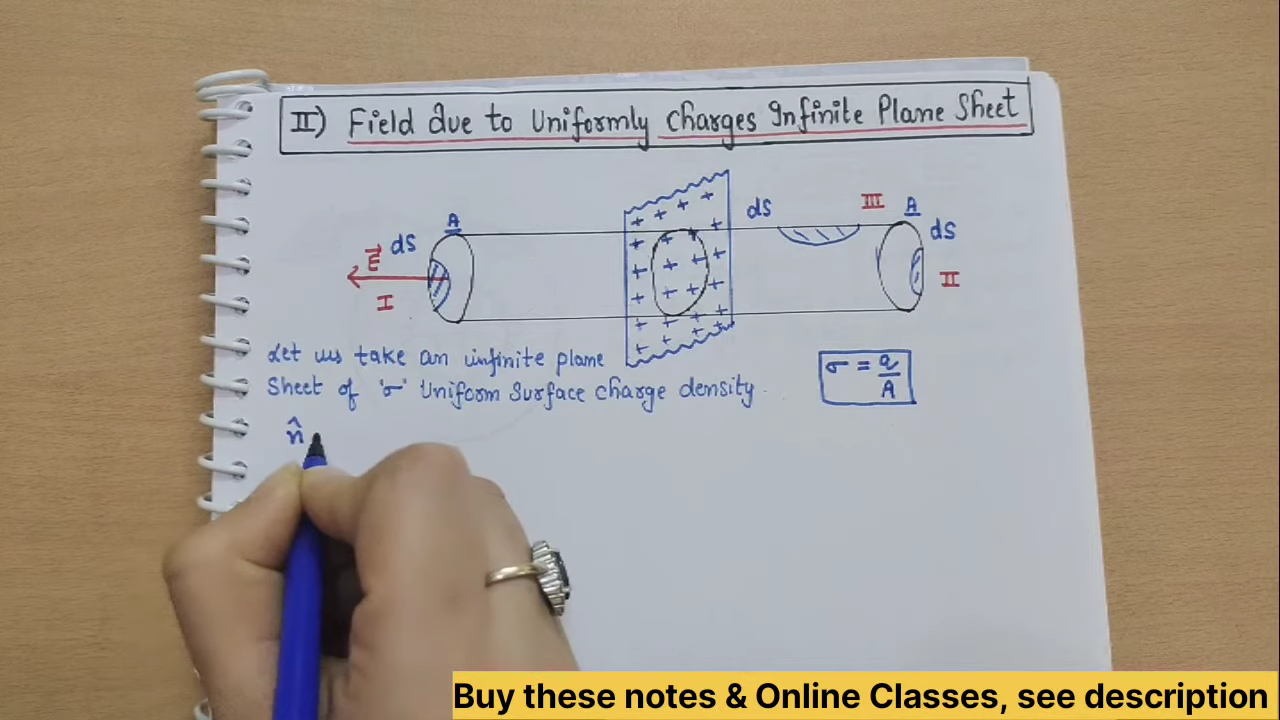 II) Field due to Uniformly Charges Infinite Plane Sheet
dS III A
A dS
dS
E⃗ II
I
Let us take an infinite plane
Sheet of 'σ' Uniform Surface charge density.
σ = q/A
n̂
Buy these notes & Online Classes, see description